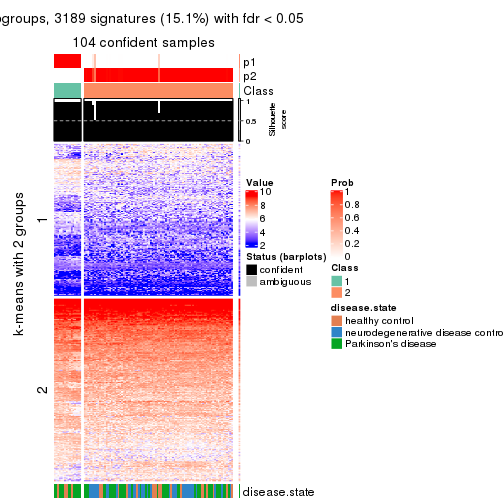 ogroups, 3189 signatures (15.1%) with fdr < 0.05
104 confident samples
p1
p2
Class
1
0.5
0
Silhouette
score
k-means with 2 groups
1
2
disease.state
Value
10
8
6
4
2
Status (barplots)
confident
ambiguous
Prob
1
0.8
0.6
0.4
0.2
0
Class
1
2
disease.state
healthy control
neurodegenerative disease contro
Parkinson's disease